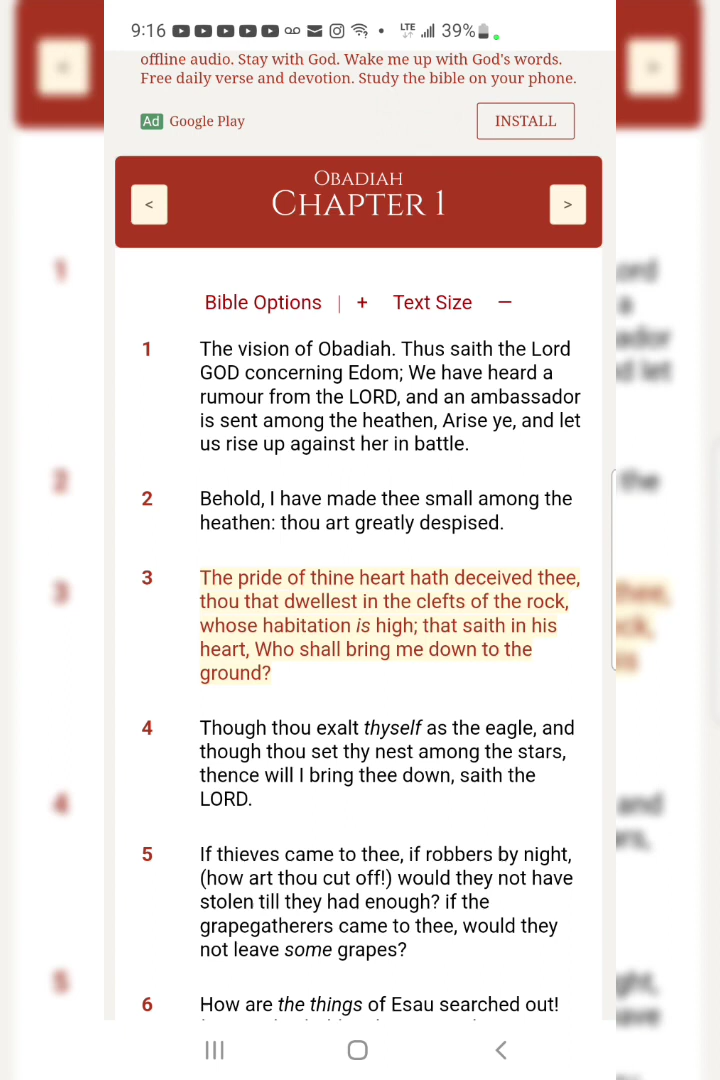 9:16 LTE 39%
offline audio. Stay with God. Wake me up with God's words.
Free daily verse and devotion. Study the bible on your phone.
Ad Google Play INSTALL
OBADIAH
< CHAPTER 1 >
Bible Options | + Text Size −
1 The vision of Obadiah. Thus saith the Lord
GOD concerning Edom; We have heard a
rumour from the LORD, and an ambassador
is sent among the heathen, Arise ye, and let
us rise up against her in battle.
2 Behold, I have made thee small among the
heathen: thou art greatly despised.
3 The pride of thine heart hath deceived thee,
thou that dwellest in the clefts of the rock,
whose habitation is high; that saith in his
heart, Who shall bring me down to the
ground?
4 Though thou exalt thyself as the eagle, and
though thou set thy nest among the stars,
thence will I bring thee down, saith the
LORD.
5 If thieves came to thee, if robbers by night,
(how art thou cut off!) would they not have
stolen till they had enough? if the
grapegatherers came to thee, would they
not leave some grapes?
6 How are the things of Esau searched out!